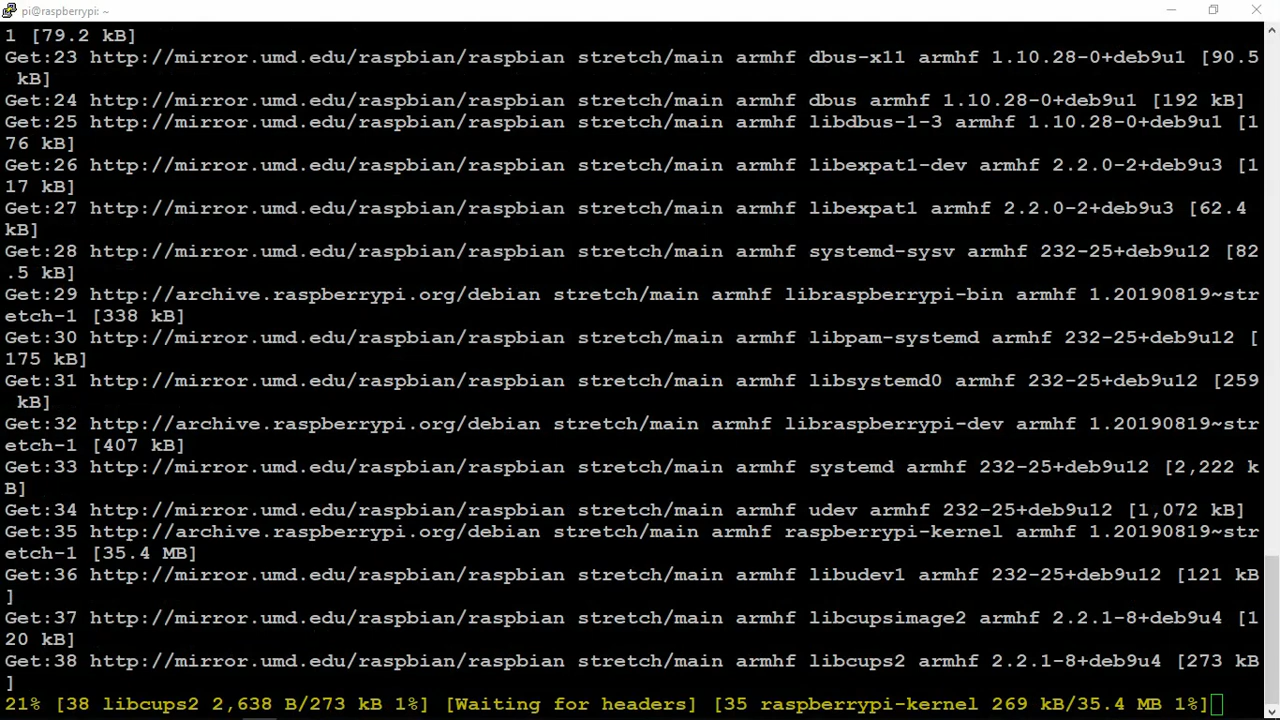 pi@raspberrypi: ~
1 [79.2 kB]
Get:23 http://mirror.umd.edu/raspbian/raspbian stretch/main armhf dbus-x11 armhf 1.10.28-0+deb9u1 [90.5
 kB]
Get:24 http://mirror.umd.edu/raspbian/raspbian stretch/main armhf dbus armhf 1.10.28-0+deb9u1 [192 kB]
Get:25 http://mirror.umd.edu/raspbian/raspbian stretch/main armhf libdbus-1-3 armhf 1.10.28-0+deb9u1 [1
76 kB]
Get:26 http://mirror.umd.edu/raspbian/raspbian stretch/main armhf libexpat1-dev armhf 2.2.0-2+deb9u3 [1
17 kB]
Get:27 http://mirror.umd.edu/raspbian/raspbian stretch/main armhf libexpat1 armhf 2.2.0-2+deb9u3 [62.4
kB]
Get:28 http://mirror.umd.edu/raspbian/raspbian stretch/main armhf systemd-sysv armhf 232-25+deb9u12 [82
.5 kB]
Get:29 http://archive.raspberrypi.org/debian stretch/main armhf libraspberrypi-bin armhf 1.20190819~str
etch-1 [338 kB]
Get:30 http://mirror.umd.edu/raspbian/raspbian stretch/main armhf libpam-systemd armhf 232-25+deb9u12 [
175 kB]
Get:31 http://mirror.umd.edu/raspbian/raspbian stretch/main armhf libsystemd0 armhf 232-25+deb9u12 [259
 kB]
Get:32 http://archive.raspberrypi.org/debian stretch/main armhf libraspberrypi-dev armhf 1.20190819~str
etch-1 [407 kB]
Get:33 http://mirror.umd.edu/raspbian/raspbian stretch/main armhf systemd armhf 232-25+deb9u12 [2,222 k
B]
Get:34 http://mirror.umd.edu/raspbian/raspbian stretch/main armhf udev armhf 232-25+deb9u12 [1,072 kB]
Get:35 http://archive.raspberrypi.org/debian stretch/main armhf raspberrypi-kernel armhf 1.20190819~str
etch-1 [35.4 MB]
Get:36 http://mirror.umd.edu/raspbian/raspbian stretch/main armhf libudev1 armhf 232-25+deb9u12 [121 kB
]
Get:37 http://mirror.umd.edu/raspbian/raspbian stretch/main armhf libcupsimage2 armhf 2.2.1-8+deb9u4 [1
20 kB]
Get:38 http://mirror.umd.edu/raspbian/raspbian stretch/main armhf libcups2 armhf 2.2.1-8+deb9u4 [273 kB
]
21% [38 libcups2 2,638 B/273 kB 1%] [Waiting for headers] [35 raspberrypi-kernel 269 kB/35.4 MB 1%]